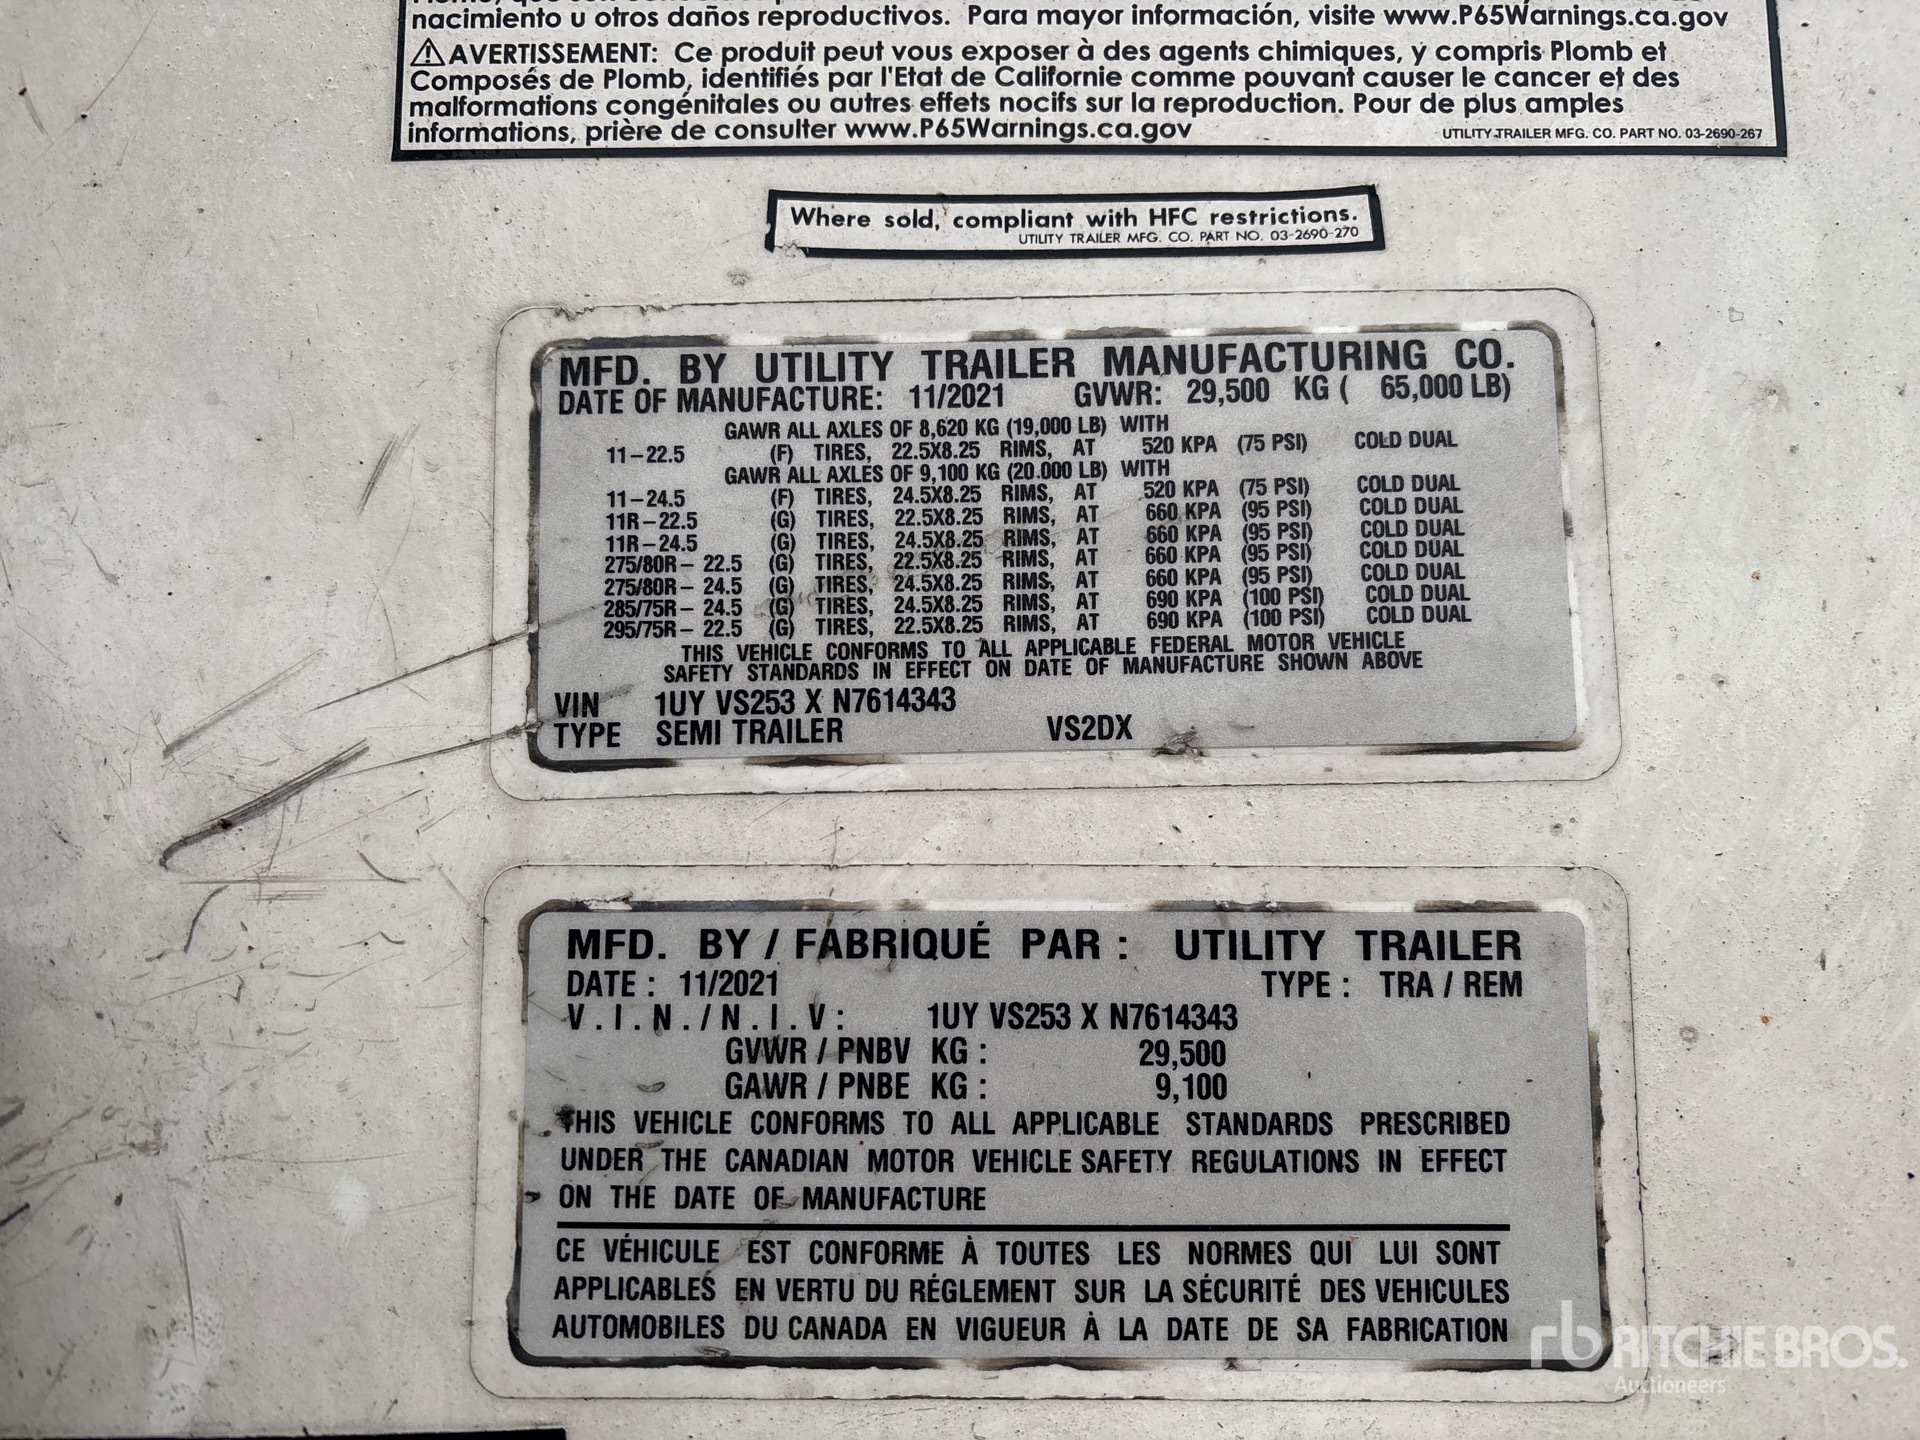 nacimiento u otros daños reproductivos. Para mayor información, visite www.P65Warnings.ca.gov
⚠AVERTISSEMENT: Ce produit peut vous exposer à des agents chimiques, y compris Plomb et
Composés de Plomb, identifiés par l'Etat de Californie comme pouvant causer le cancer et des
malformations congénitales ou autres effets nocifs sur la reproduction. Pour de plus amples
informations, prière de consulter www.P65Warnings.ca.gov UTILITY TRAILER MFG. CO. PART NO. 03-2690-267
Where sold, compliant with HFC restrictions.
UTILITY TRAILER MFG. CO. PART NO. 03-2690-270
MFD. BY UTILITY TRAILER MANUFACTURING CO.
DATE OF MANUFACTURE: 11/2021 GVWR: 29,500 KG ( 65,000 LB)
GAWR ALL AXLES OF 8,620 KG (19,000 LB) WITH
11-22.5 (F) TIRES, 22.5X8.25 RIMS, AT 520 KPA (75 PSI) COLD DUAL
GAWR ALL AXLES OF 9,100 KG (20.000 LB) WITH
11-24.5 (F) TIRES, 24.5X8.25 RIMS, AT 520 KPA (75 PSI) COLD DUAL
11R-22.5 (G) TIRES, 22.5X8.25 RIMS, AT 660 KPA (95 PSI) COLD DUAL
11R-24.5 (G) TIRES, 24.5X8.25 RIMS, AT 660 KPA (95 PSI) COLD DUAL
275/80R- 22.5 (G) TIRES, 22.5X8.25 RIMS, AT 660 KPA (95 PSI) COLD DUAL
275/80R- 24.5 (G) TIRES, 24.5X8.25 RIMS, AT 660 KPA (95 PSI) COLD DUAL
285/75R- 24.5 (G) TIRES, 24.5X8.25 RIMS, AT 690 KPA (100 PSI) COLD DUAL
295/75R- 22.5 (G) TIRES, 22.5X8.25 RIMS, AT 690 KPA (100 PSI) COLD DUAL
THIS VEHICLE CONFORMS TO ALL APPLICABLE FEDERAL MOTOR VEHICLE
SAFETY STANDARDS IN EFFECT ON DATE OF MANUFACTURE SHOWN ABOVE
VIN 1UY VS253 X N7614343
TYPE SEMI TRAILER VS2DX
MFD. BY / FABRIQUÉ PAR : UTILITY TRAILER
DATE : 11/2021 TYPE : TRA / REM
V.I.N./N.I.V: 1UY VS253 X N7614343
GVWR / PNBV KG : 29,500
GAWR / PNBE KG : 9,100
THIS VEHICLE CONFORMS TO ALL APPLICABLE STANDARDS PRESCRIBED
UNDER THE CANADIAN MOTOR VEHICLE SAFETY REGULATIONS IN EFFECT
ON THE DATE OF MANUFACTURE
CE VÉHICULE EST CONFORME À TOUTES LES NORMES QUI LUI SONT
APPLICABLES EN VERTU DU RÉGLEMENT SUR LA SÉCURITÉ DES VEHICULES
AUTOMOBILES DU CANADA EN VIGUEUR À LA DATE DE SA FABRICATION
rb RITCHIE BROS.
Auctioneers